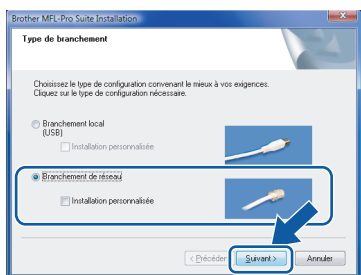 Brother MFL-Pro Suite Installation
Type de branchement
Choisissez le type de configuration convenant le mieux à vos exigences.
Cliquez sur le type de configuration nécessaire.
Branchement local
(USB)
Installation personnalisée
Branchement de réseau
Installation personnalisée
< Précéder
Suivant >
Annuler